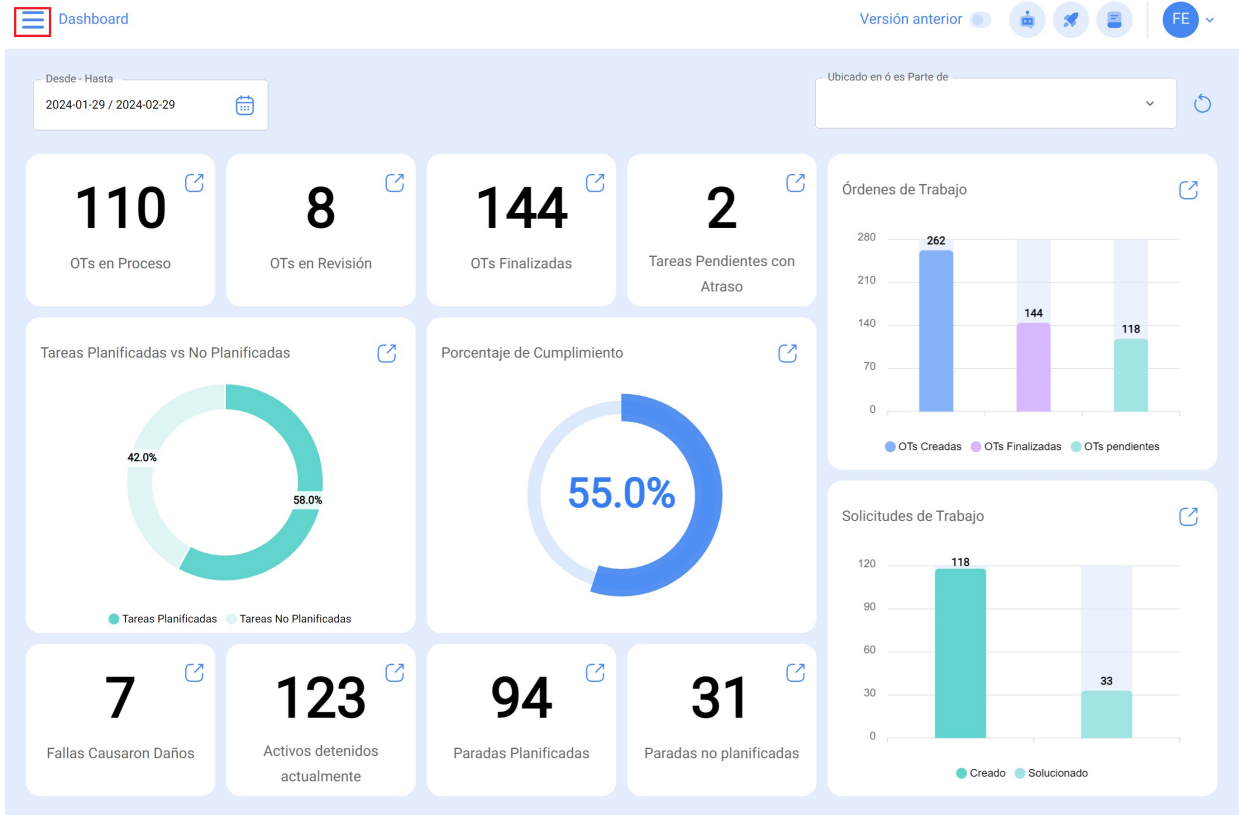 Dashboard
Versión anterior
FE
Desde - Hasta
2024-01-29 / 2024-02-29
Ubicado en ó es Parte de
110
OTs en Proceso
8
OTs en Revisión
144
OTs Finalizadas
2
Tareas Pendientes con
Atraso
Órdenes de Trabajo
280
210
140
70
0
262
144
118
OTs Creadas
OTs Finalizadas
OTs pendientes
Tareas Planificadas vs No Planificadas
42.0%
58.0%
Tareas Planificadas
Tareas No Planificadas
Porcentaje de Cumplimiento
55.0%
Solicitudes de Trabajo
120
90
60
30
0
118
33
Creado
Solucionado
7
Fallas Causaron Daños
123
Activos detenidos
actualmente
94
Paradas Planificadas
31
Paradas no planificadas